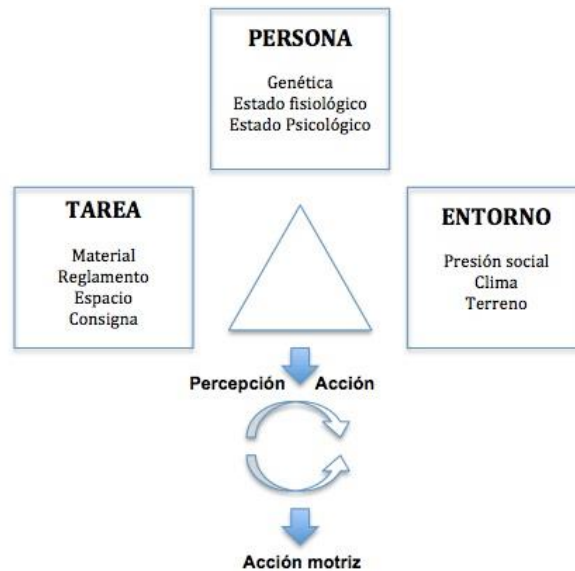 PERSONA
Genética
Estado fisiológico
Estado Psicológico
TAREA
Material
Reglamento
Espacio
Consigna
ENTORNO
Presión social
Clima
Terreno
Percepción Acción
Acción motriz